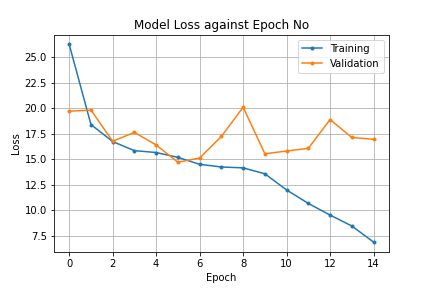 Model Loss against Epoch No
Training
Validation
25.0
22.5
20.0
17.5
15.0
12.5
10.0
7.5
Loss
0 2 4 6 8 10 12 14
Epoch